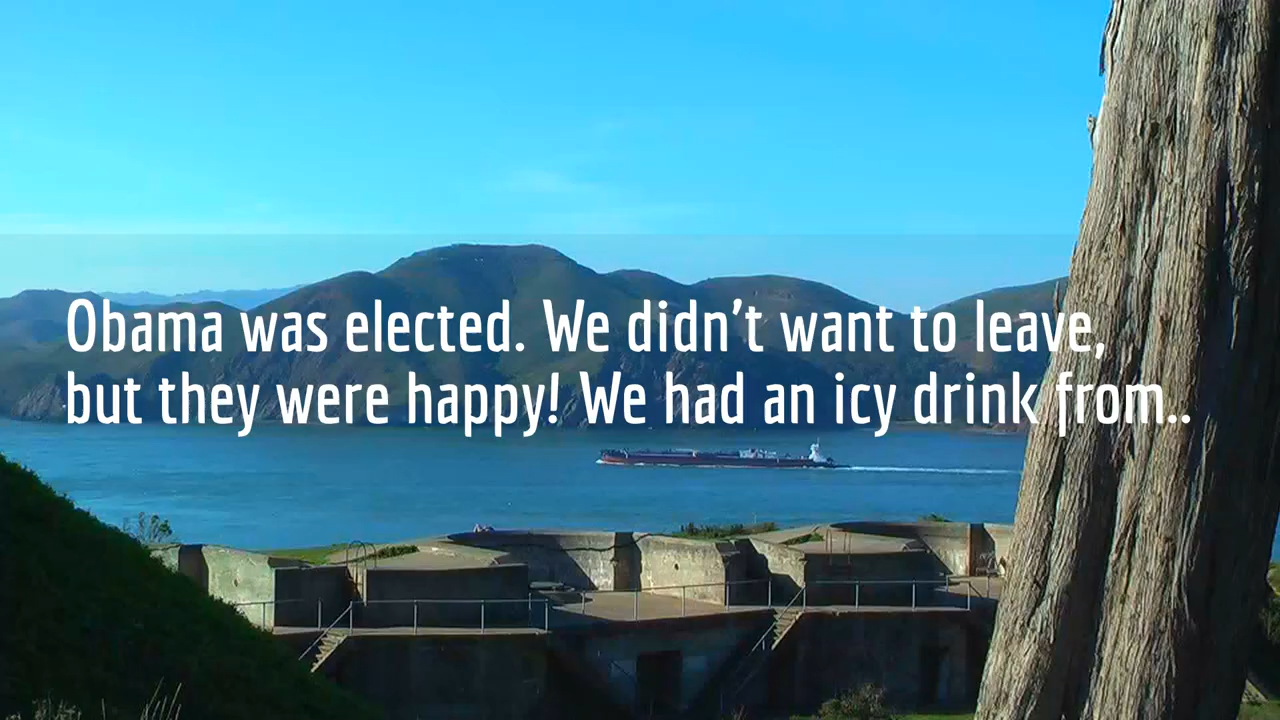 Obama was elected. We didn't want to leave,
but they were happy! We had an icy drink from..